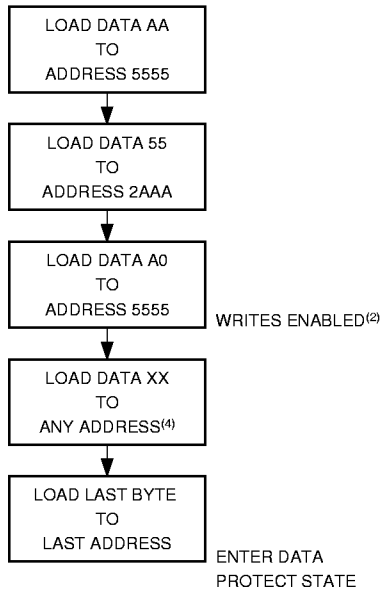 LOAD DATA AA
TO
ADDRESS 5555
LOAD DATA 55
TO
ADDRESS 2AAA
LOAD DATA A0
TO
ADDRESS 5555
WRITES ENABLED(2)
LOAD DATA XX
TO
ANY ADDRESS(4)
LOAD LAST BYTE
TO
LAST ADDRESS
ENTER DATA
PROTECT STATE